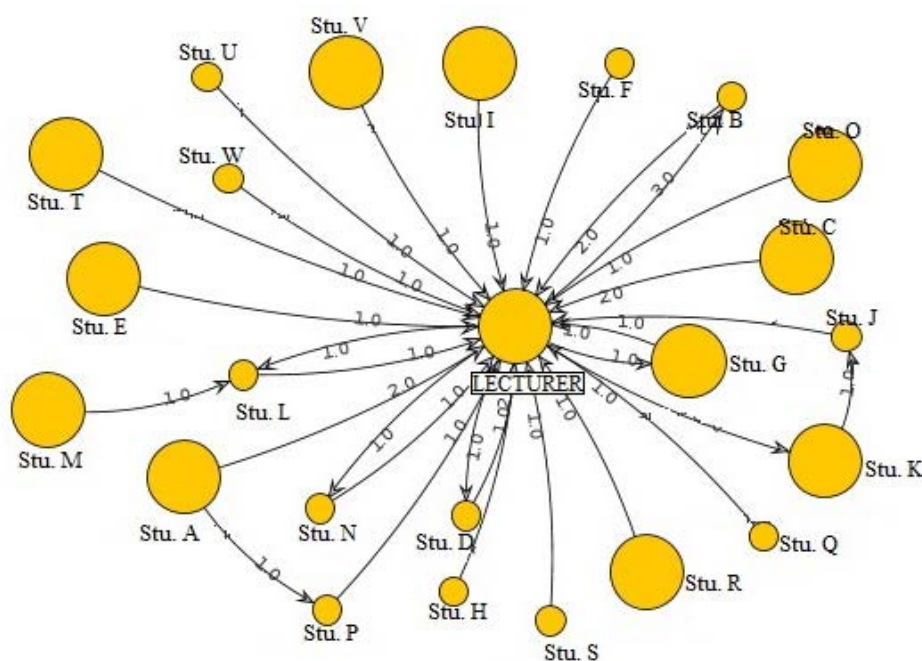 Stu. V
Stu. U
Stu. I
Stu. F
Stu. B
Stu. O
Stu. W
Stu. T
Stu. C
Stu. E
Stu. J
Stu. G
LECTURER
Stu. L
Stu. M
Stu. K
Stu. A
Stu. N
Stu. D
Stu. Q
Stu. R
Stu. H
Stu. P
Stu. S
1.0
1.0
1.0
1.0
2.0
3.0
1.0
1.0
1.0
2.0
1.0
1.0
1.0
1.0
1.0
1.0
1.0
2.0
1.0
1.0
1.0
1.0
1.0
1.0
1.0
1.0
1.0
1.0